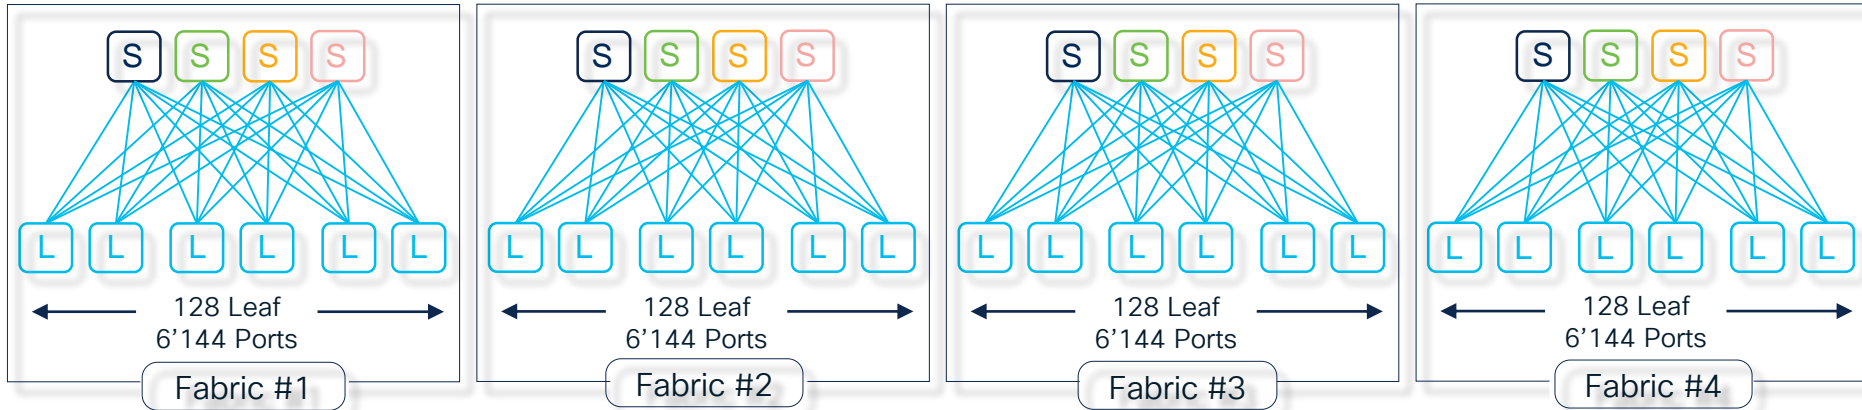 S S S S
L L L L L L
128 Leaf
6’144 Ports
Fabric #1
S S S S
L L L L L L
128 Leaf
6’144 Ports
Fabric #2
S S S S
L L L L L L
128 Leaf
6’144 Ports
Fabric #3
S S S S
L L L L L L
128 Leaf
6’144 Ports
Fabric #4